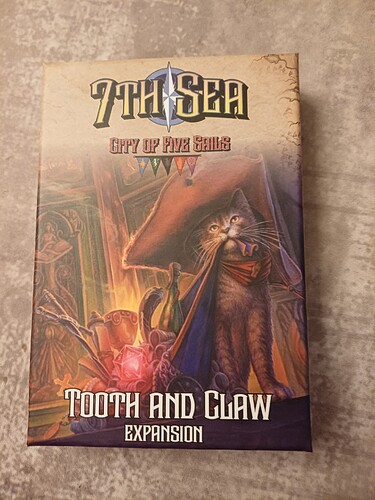 7TH SEA
CITY OF FIVE SAILS
TOOTH AND CLAW
EXPANSION